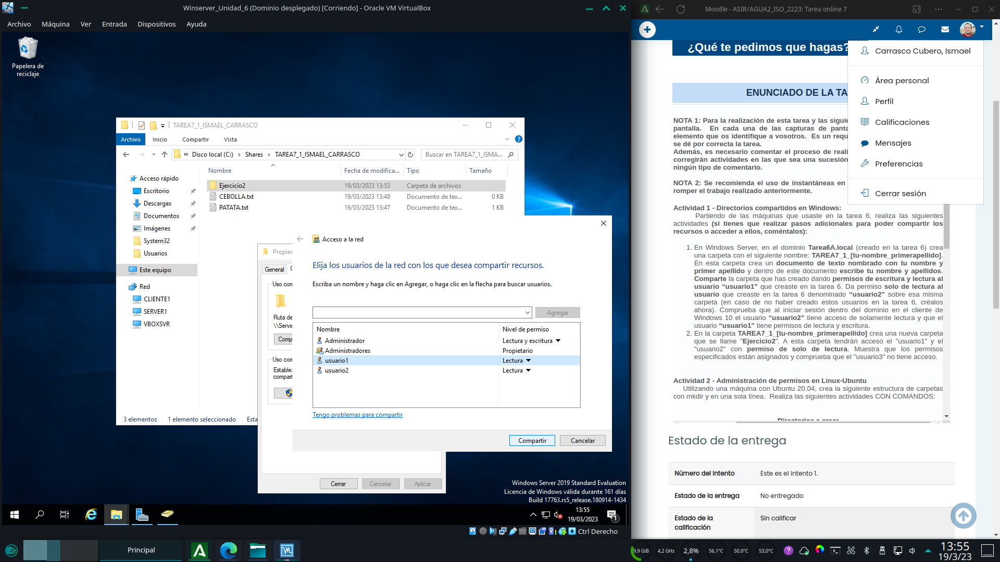 Winserver_Unidad_6 (Dominio desplegado) [Corriendo] - Oracle VM VirtualBox
Archivo Máquina Ver Entrada Dispositivos Ayuda
Papelera de
reciclaje
TAREA7_1_ISMAEL_CARRASCO
Archivo Inicio Compartir Vista
« Disco local (C:) › Shares › TAREA7_1_ISMAEL_CARRASCO
Buscar en TAREA7_1_ISMA...
Nombre Fecha de modifica... Tipo Tamaño
Acceso rápido
Escritorio
Descargas
Documentos
Imágenes
System32
Usuarios
Este equipo
Red
CLIENTE1
SERVER1
VBOXSVR
Ejercicio2 19/03/2023 13:53 Carpeta de archivos
CEBOLLA.txt 19/03/2023 13:48 Documento de tex... 0 KB
PATATA.txt 19/03/2023 13:47 Documento de tex... 1 KB
3 elementos 1 elemento seleccionado Esta
Propied
General
Uso com
Ruta de
\\Serve
Comp
Uso com
Establez
compart
Cerrar Cancelar Aplicar
Acceso a la red
Elija los usuarios de la red con los que desea compartir recursos.
Escriba un nombre y haga clic en Agregar, o haga clic en la flecha para buscar usuarios.
Agregar
Nombre Nivel de permiso
Administrador Lectura y escritura
Administradores Propietario
usuario1 Lectura
usuario2 Lectura
Tengo problemas para compartir
Compartir Cancelar
Windows Server 2019 Standard Evaluation
Licencia de Windows válida durante 161 días
Build 17763.rs5_release.180914-1434
13:55
19/03/2023
1
Ctrl Derecho
Moodle - ASIR/AGUA2_ISO_2223: Tarea online 7
¿Qué te pedimos que hagas?
Carrasco Cubero, Ismael
Área personal
Perfil
Calificaciones
Mensajes
Preferencias
Cerrar sesión
ENUNCIADO DE LA TA
NOTA 1: Para la realización de esta tarea y las siguie
pantalla. En cada una de las capturas de panta
elemento que os identifique a vosotros. Es un requ
se dé por correcta la tarea.
Además, es necesario comentar el proceso de reali
corregirán actividades en las que sea una sucesión
ningún tipo de comentario.
NOTA 2: Se recomienda el uso de instantáneas en
romper el trabajo realizado anteriormente.
Actividad 1 - Directorios compartidos en Windows:
Partiendo de las máquinas que usaste en la tarea 6, realiza las siguientes
actividades (si tienes que realizar pasos adicionales para poder compartir los
recursos o acceder a ellos, coméntalos):
1. En Windows Server, en el dominio Tarea6A.local (creado en la tarea 6) crea
una carpeta con el siguiente nombre: TAREA7_1_[tu-nombre_primerapellido].
En esta carpeta crea un documento de texto nombrado con tu nombre y
primer apellido y dentro de este documento escribe tu nombre y apellidos.
Comparte la carpeta que has creado dando permisos de escritura y lectura al
usuario “usuario1” que creaste en la tarea 6. Da permiso solo de lectura al
usuario que creaste en la tarea 6 denominado “usuario2” sobre esa misma
carpeta (en caso de no haber creado estos usuarios en la tarea 6, créalos
ahora). Comprueba que al iniciar sesión dentro del dominio en el cliente de
Windows 10 el usuario “usuario2” tiene acceso de solamente lectura y que el
usuario “usuario1” tiene permisos de lectura y escritura.
2. En la carpeta TAREA7_1_[tu-nombre_primerapellido] crea una nueva carpeta
que se llame "Ejercicio2". A esta carpeta tendrán acceso el "usuario1" y el
"usuario2" con permiso de solo de lectura. Muestra que los permisos
especificados están asignados y comprueba que el "usuario3" no tiene acceso.
Actividad 2 - Administración de permisos en Linux-Ubuntu
Utilizando una máquina con Ubuntu 20.04, crea la siguiente estructura de carpetas
con mkdir y en una sola línea. Realiza las siguientes actividades CON COMANDOS:
Directorios a crear
Estado de la entrega
Número del intento Este es el intento 1.
Estado de la entrega No entregado
Estado de la Sin calificar
calificación
Principal
9,9 GiB 4,2 GHz 2,8% 56,1°C 50,0°C 53,0°C
13:55
19/3/23